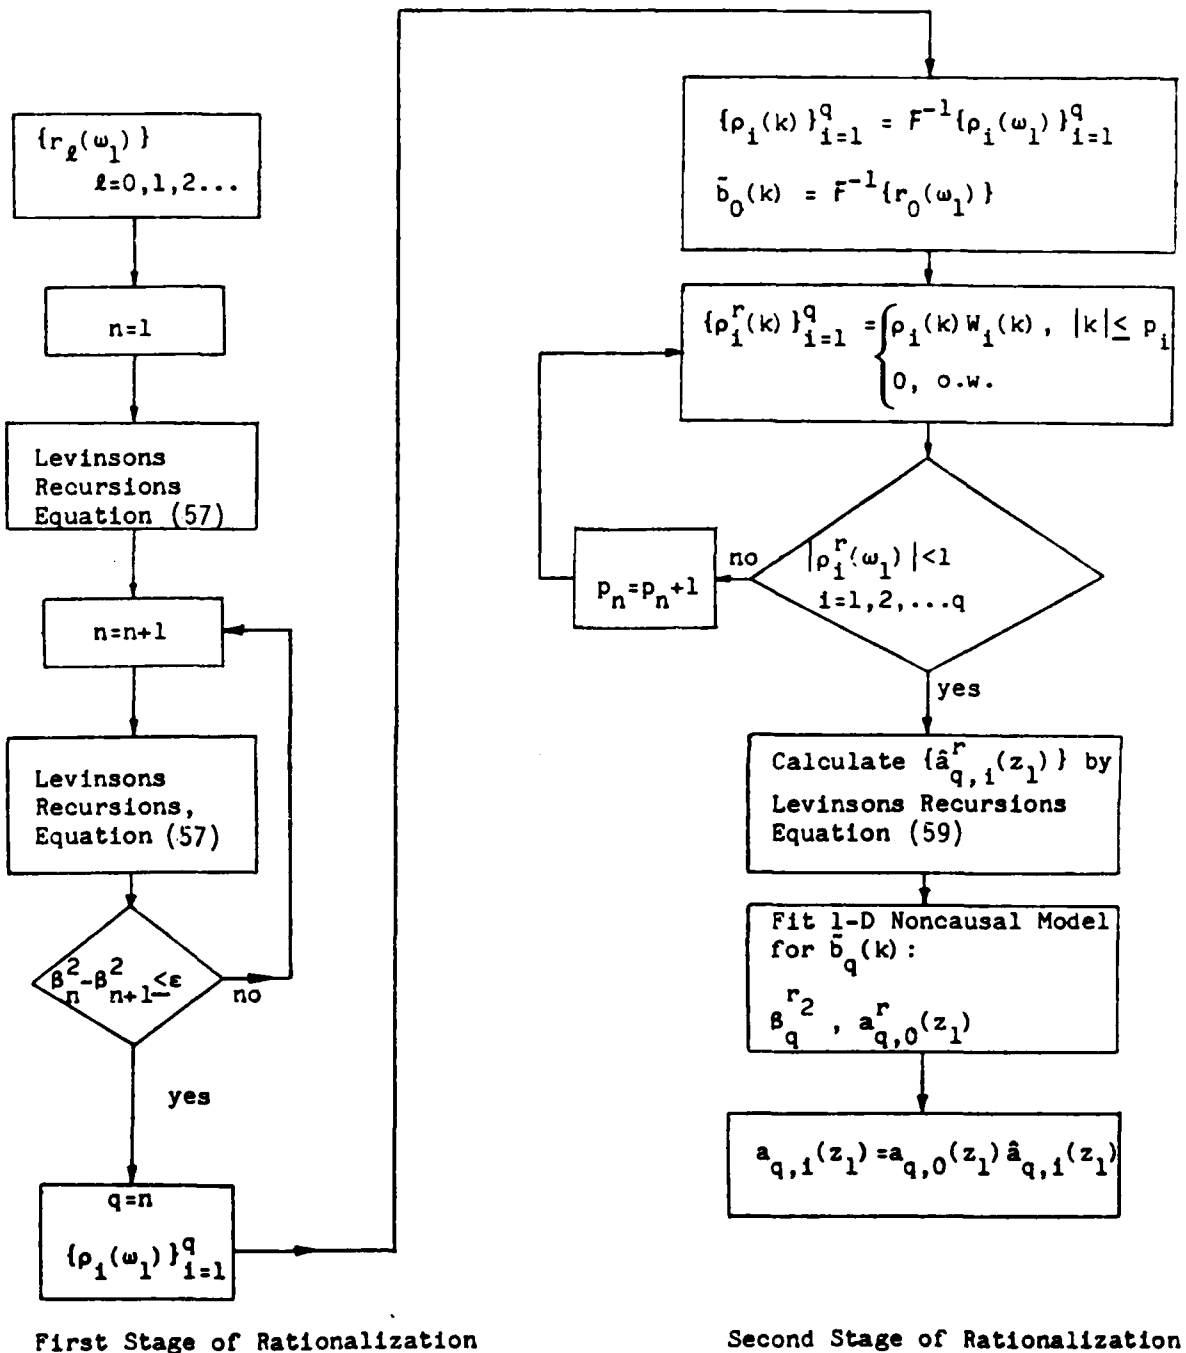 {r_ℓ(ω_1)}
ℓ=0,1,2...
n=1
Levinsons
Recursions
Equation (57)
n=n+1
Levinsons
Recursions,
Equation (57)
β_n^2-β_{n+1}^2≤ε
no
yes
q=n
{ρ_i(ω_1)}_{i=1}^q
First Stage of Rationalization
{ρ_i(k)}_{i=1}^q = F^{-1}{ρ_i(ω_1)}_{i=1}^q
b̃_0(k) = F^{-1}{r_0(ω_1)}
{ρ_i^r(k)}_{i=1}^q = {ρ_i(k)W_i(k), |k|≤ p_i
0, o.w.
|ρ_i^r(ω_1)|<1
i=1,2,...q
no
p_n=p_n+1
yes
Calculate {â_{q,i}^r(z_1)} by
Levinsons Recursions
Equation (59)
Fit 1-D Noncausal Model
for b̃_q(k):
β_q^{r 2} , a_{q,0}^r(z_1)
a_{q,i}(z_1)=a_{q,0}(z_1)â_{q,i}(z_1)
Second Stage of Rationalization